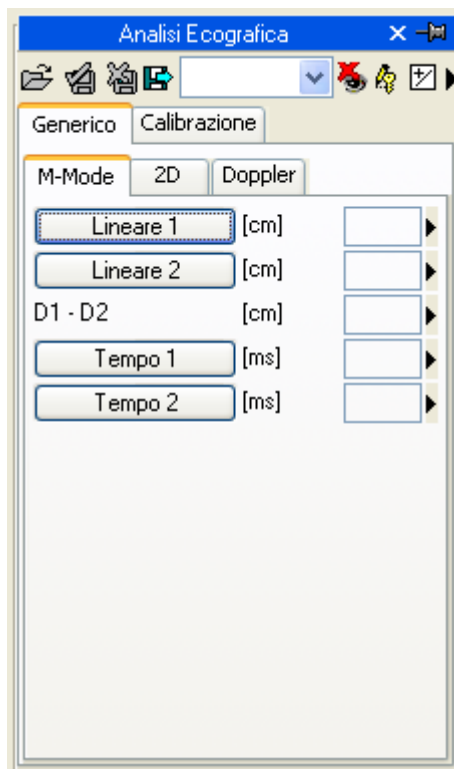 Analisi Ecografica
Generico Calibrazione
M-Mode 2D Doppler
Lineare 1 [cm]
Lineare 2 [cm]
D1 - D2 [cm]
Tempo 1 [ms]
Tempo 2 [ms]